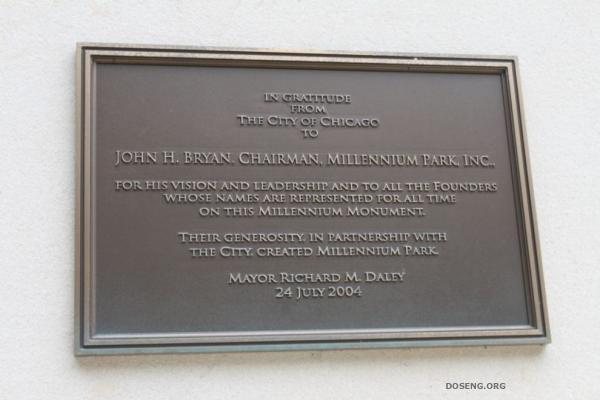 IN GRATITUDE
FROM
THE CITY OF CHICAGO
TO
JOHN H. BRYAN, CHAIRMAN, MILLENNIUM PARK, INC.,
FOR HIS VISION AND LEADERSHIP AND TO ALL THE FOUNDERS
WHOSE NAMES ARE REPRESENTED FOR ALL TIME
ON THIS MILLENNIUM MONUMENT.
THEIR GENEROSITY, IN PARTNERSHIP WITH
THE CITY, CREATED MILLENNIUM PARK.
MAYOR RICHARD M. DALEY
24 JULY 2004
DOSENG.ORG